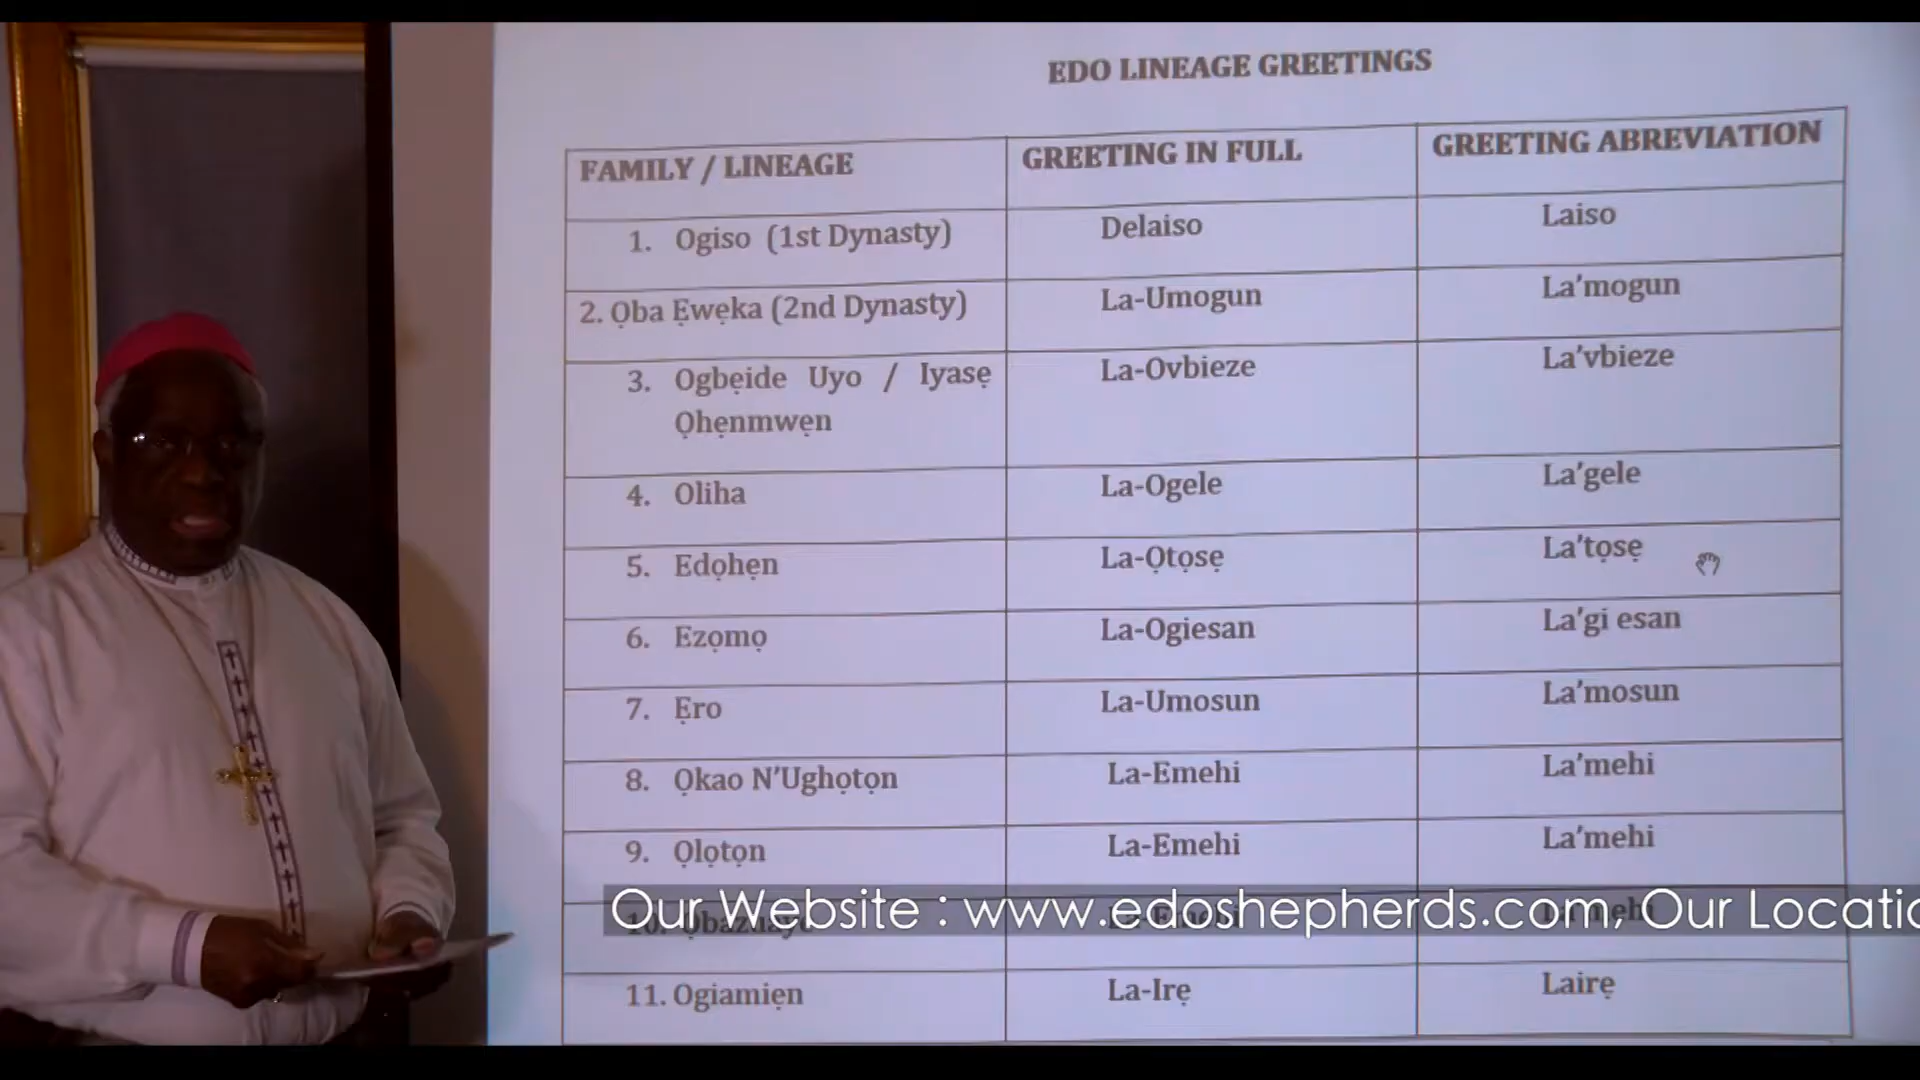 EDO LINEAGE GREETINGS
FAMILY / LINEAGE GREETING IN FULL GREETING ABREVIATION
1. Ogiso (1st Dynasty) Delaiso Laiso
2. Ọba Ẹwẹka (2nd Dynasty) La-Umogun La'mogun
3. Ogbẹide Uyo / Iyasẹ La-Ovbieze La'vbieze
Ọhẹnmwẹn
4. Oliha La-Ogele La'gele
5. Edọhẹn La-Ọtọsẹ La'tọsẹ
6. Ezọmọ La-Ogiesan La'gi esan
7. Ẹro La-Umosun La'mosun
8. Ọkao N'Ughọtọn La-Emehi La'mehi
9. Ọlọtọn La-Emehi La'mehi
Our Website : www.edoshepherds.com, Our
11. Ogiamiẹn La-Irẹ Lairẹ